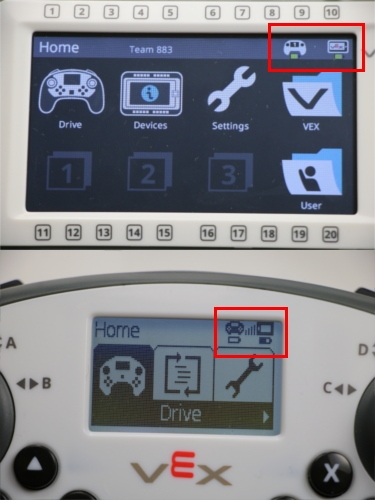 1 2 3 4 5 6 7 8 9 10
Home Team 883
Drive Devices Settings VEX
1 2 3
User
11 12 13 14 15 16 17 18 19 20
Home
A D
B C
Drive
VEX
X